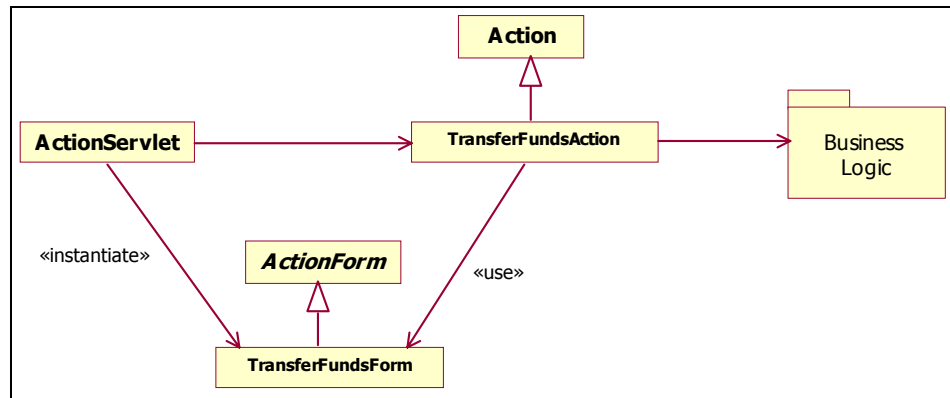 Action
ActionServlet
TransferFundsAction
Business
Logic
«instantiate»
ActionForm
«use»
TransferFundsForm